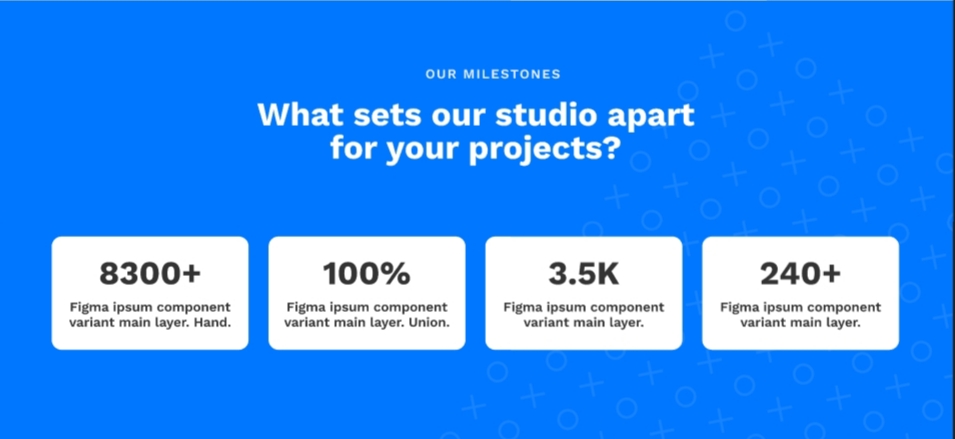 OUR MILESTONES
What sets our studio apart
for your projects?
8300+
Figma ipsum component
variant main layer. Hand.
100%
Figma ipsum component
variant main layer. Union.
3.5K
Figma ipsum component
variant main layer.
240+
Figma ipsum component
variant main layer.